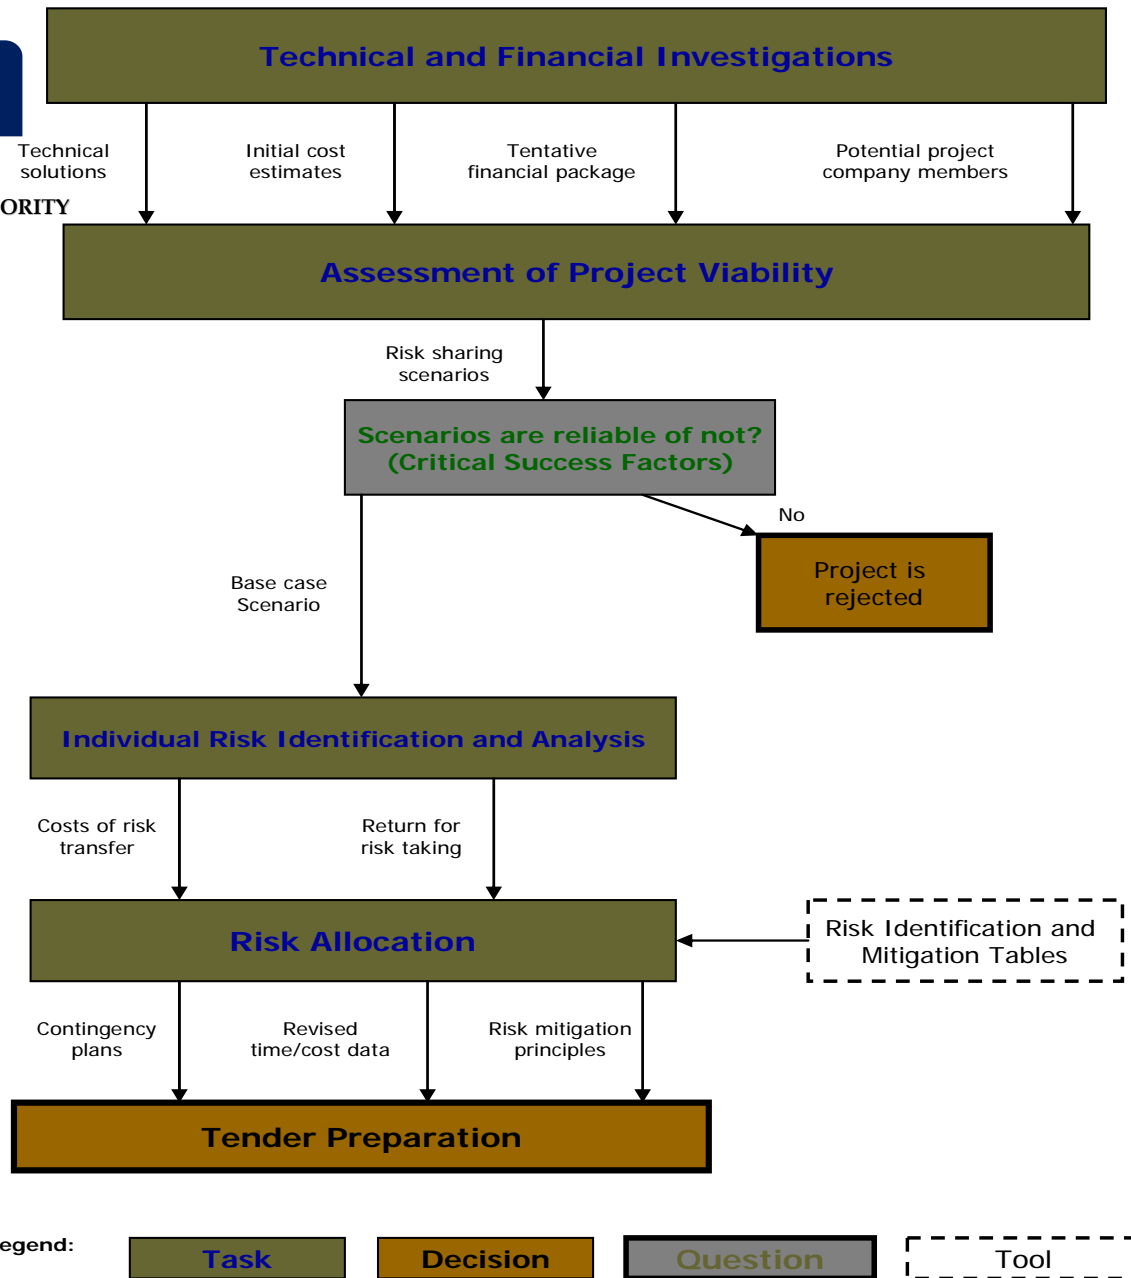 Technical and Financial Investigations
Technical
solutions
Initial cost
estimates
Tentative
financial package
Potential project
company members
ORITY
Assessment of Project Viability
Risk sharing
scenarios
Scenarios are reliable of not?
(Critical Success Factors)
No
Project is
rejected
Base case
Scenario
Individual Risk Identification and Analysis
Costs of risk
transfer
Return for
risk taking
Risk Allocation
Risk Identification and
Mitigation Tables
Contingency
plans
Revised
time/cost data
Risk mitigation
principles
Tender Preparation
egend:
Task
Decision
Question
Tool